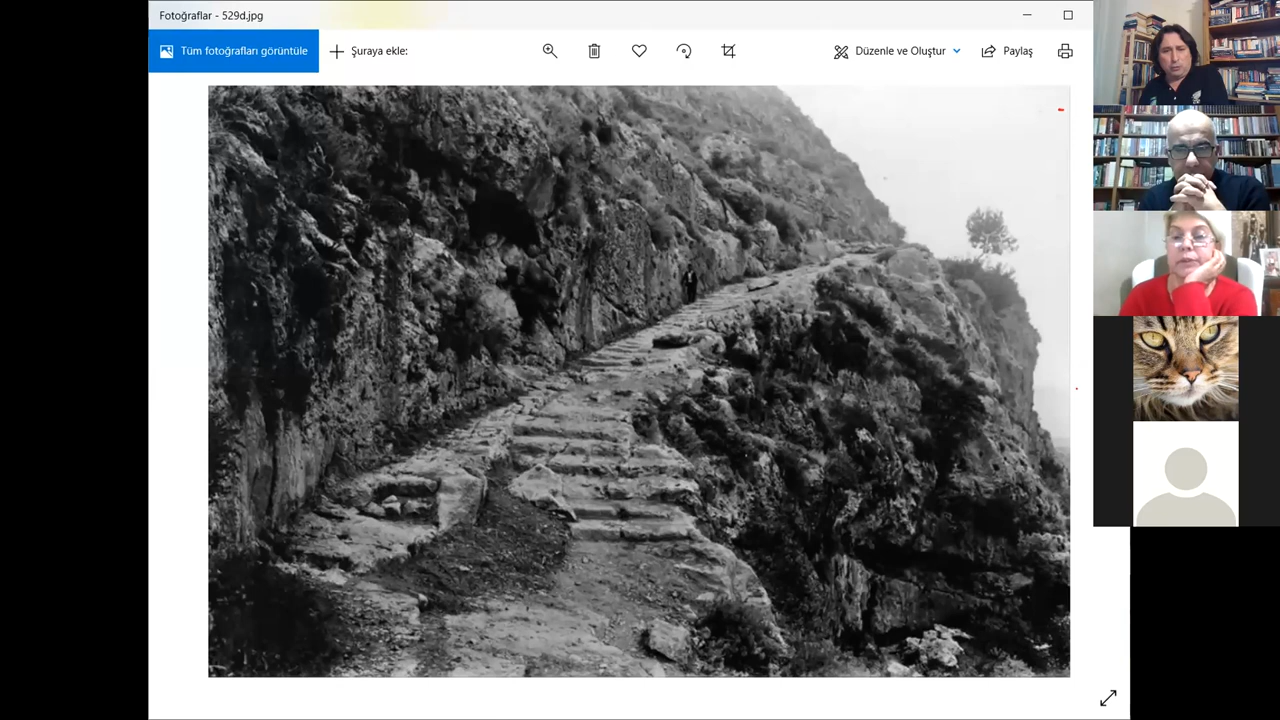 Fotoğraflar - 529d.jpg
Tüm fotoğrafları görüntüle
Şuraya ekle:
Düzenle ve Oluştur
Paylaş